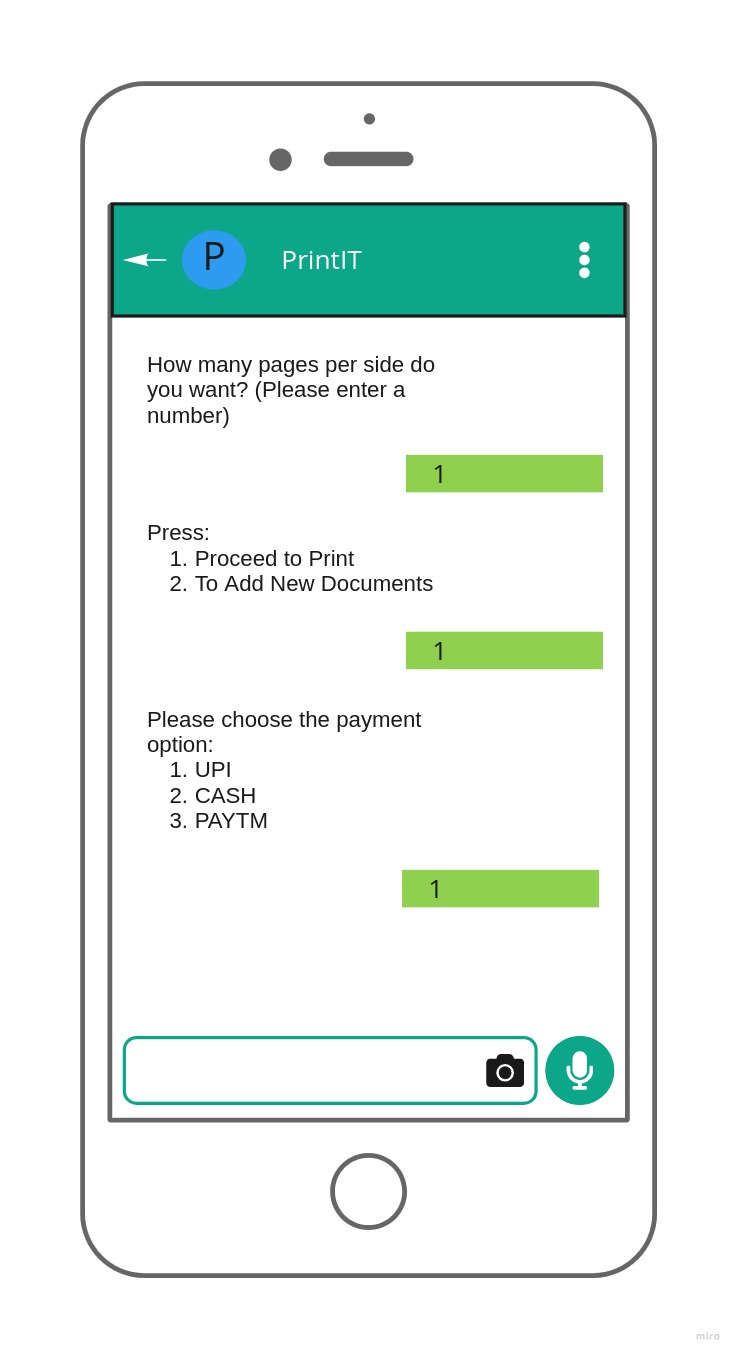 P
PrintIT
How many pages per side do
you want? (Please enter a
number)
1
Press:
1. Proceed to Print
2. To Add New Documents
1
Please choose the payment
option:
1. UPI
2. CASH
3. PAYTM
1
miro